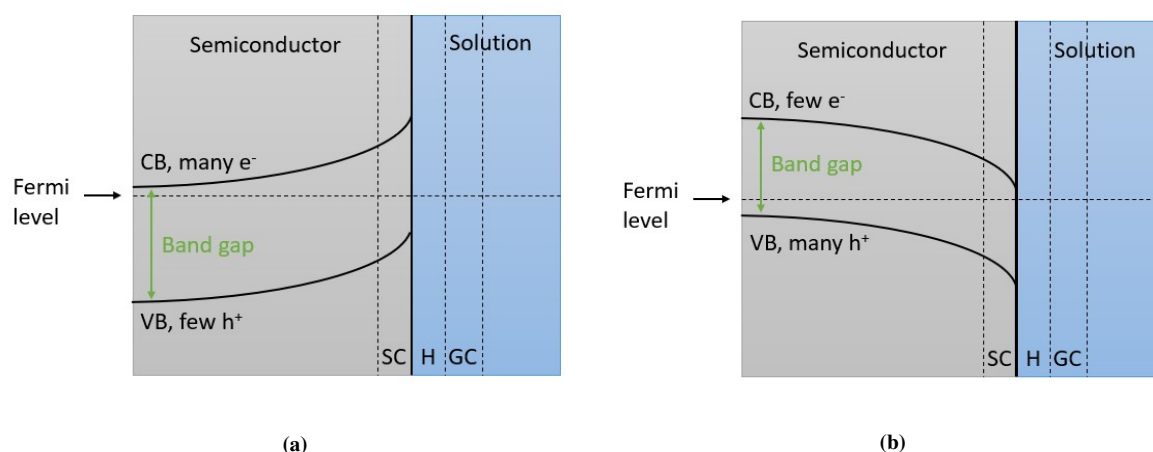 Semiconductor
Solution
CB, many e⁻
Fermi
level
Band gap
VB, few h⁺
SC
H
GC
(a)
Semiconductor
Solution
CB, few e⁻
Band gap
Fermi
level
VB, many h⁺
SC
H
GC
(b)